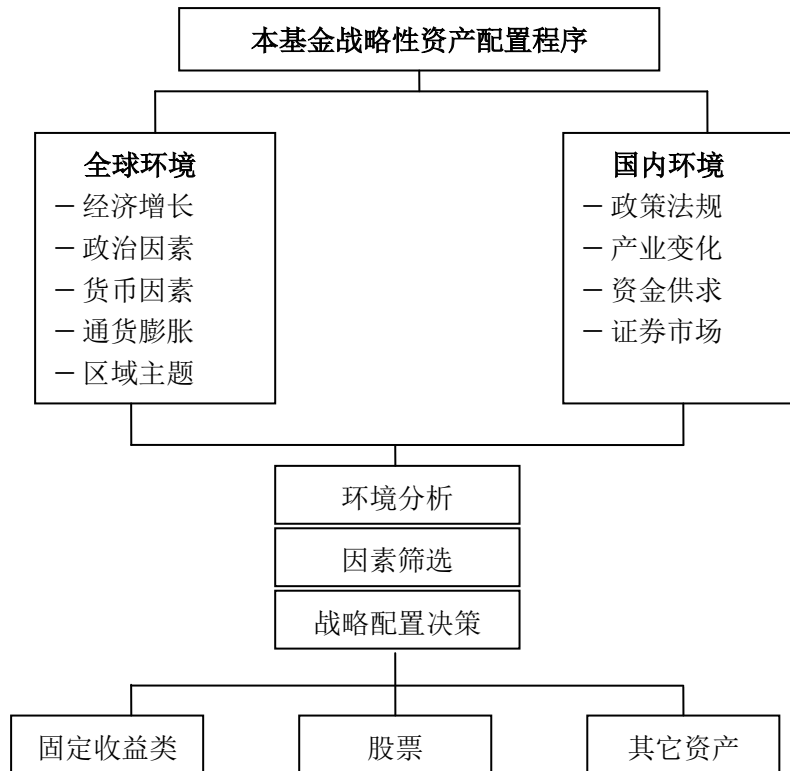 本基金战略性资产配置程序
全球环境
－ 经济增长
－ 政治因素
－ 货币因素
－ 通货膨胀
－ 区域主题
国内环境
－ 政策法规
－ 产业变化
－ 资金供求
－ 证券市场
环境分析
因素筛选
战略配置决策
固定收益类
股票
其它资产